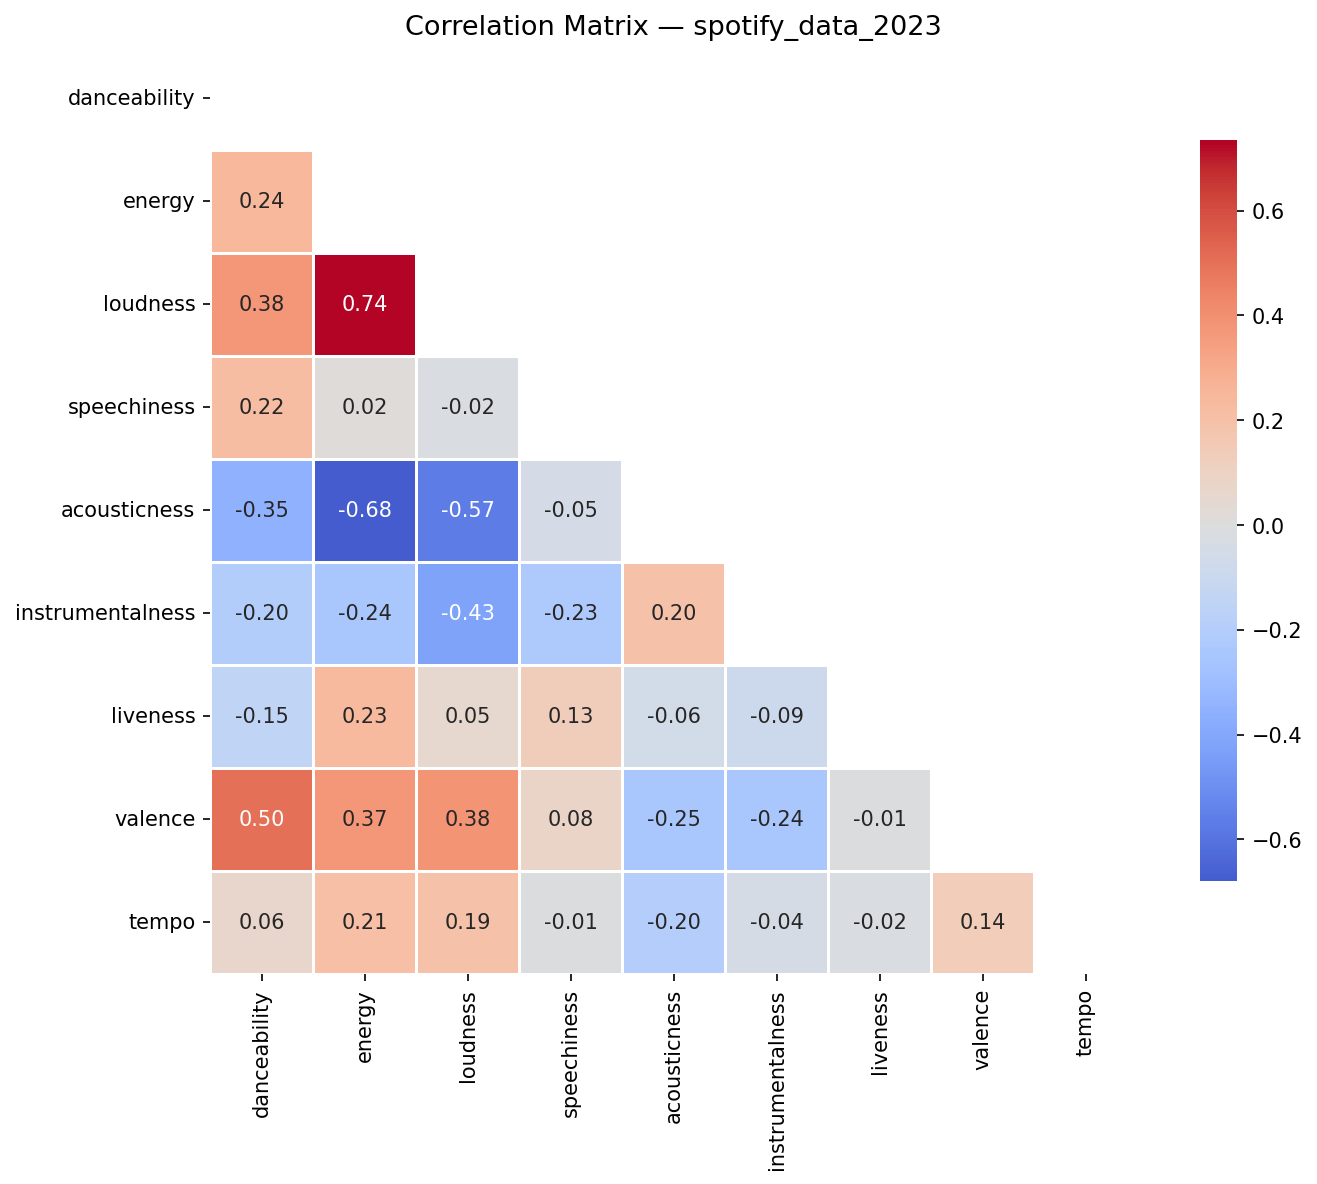 Correlation Matrix — spotify_data_2023
danceability
energy 0.24
loudness 0.38 0.74
speechiness 0.22 0.02 -0.02
acousticness -0.35 -0.68 -0.57 -0.05
instrumentalness -0.20 -0.24 -0.43 -0.23 0.20
liveness -0.15 0.23 0.05 0.13 -0.06 -0.09
valence 0.50 0.37 0.38 0.08 -0.25 -0.24 -0.01
tempo 0.06 0.21 0.19 -0.01 -0.20 -0.04 -0.02 0.14
danceability energy loudness speechiness acousticness instrumentalness liveness valence tempo
0.6
0.4
0.2
0.0
−0.2
−0.4
−0.6